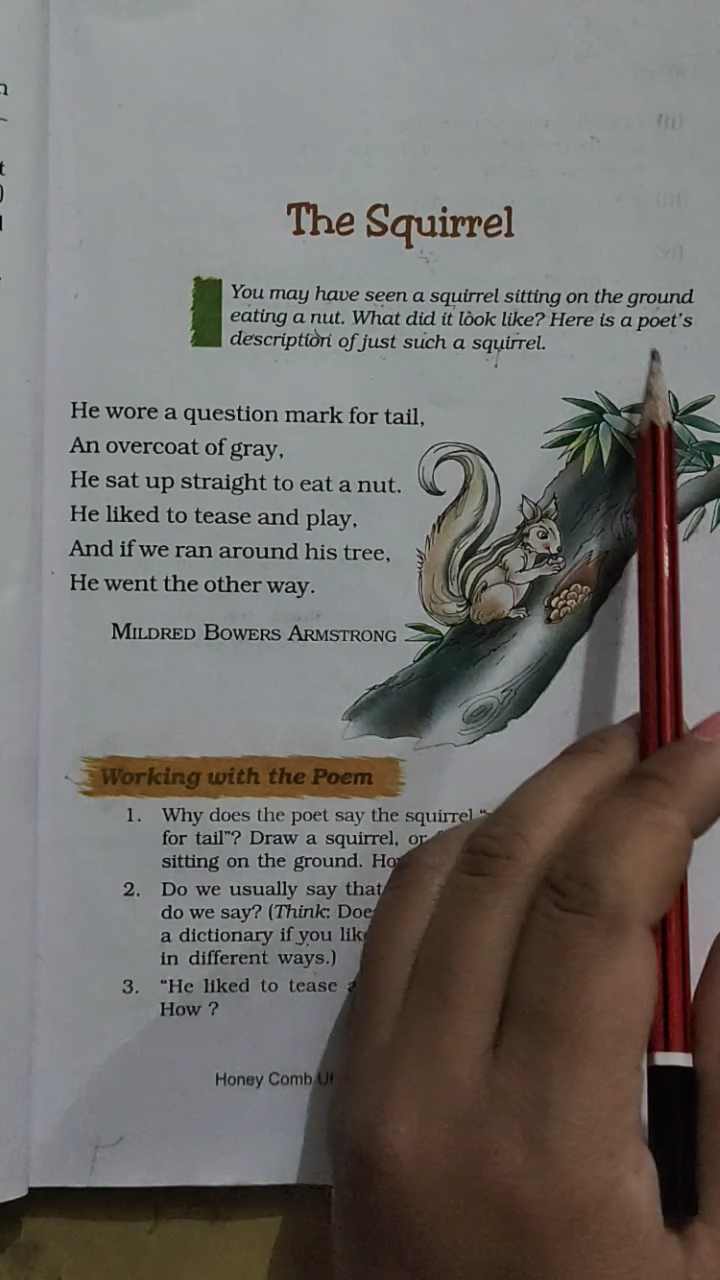 The Squirrel
You may have seen a squirrel sitting on the ground
eating a nut. What did it look like? Here is a poet's
description of just such a squirrel.
He wore a question mark for tail,
An overcoat of gray,
He sat up straight to eat a nut.
He liked to tease and play,
And if we ran around his tree,
He went the other way.
MILDRED BOWERS ARMSTRONG
Working with the Poem
1. Why does the poet say the squirrel "
for tail"? Draw a squirrel, or
sitting on the ground.
2. Do we usually say that
do we say? (Think:
a dictionary if you
in different ways.)
3. "He liked to tease
How ?
Honey Comb